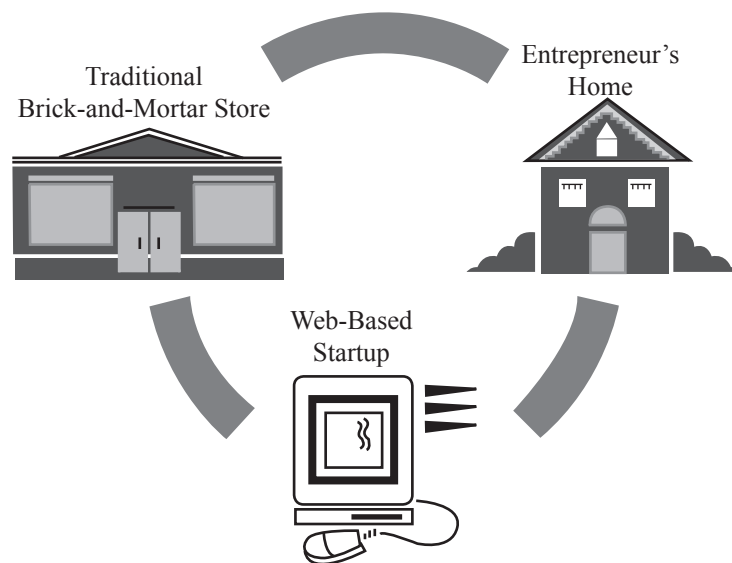 Traditional
Brick-and-Mortar Store
Entrepreneur’s
Home
Web-Based
Startup